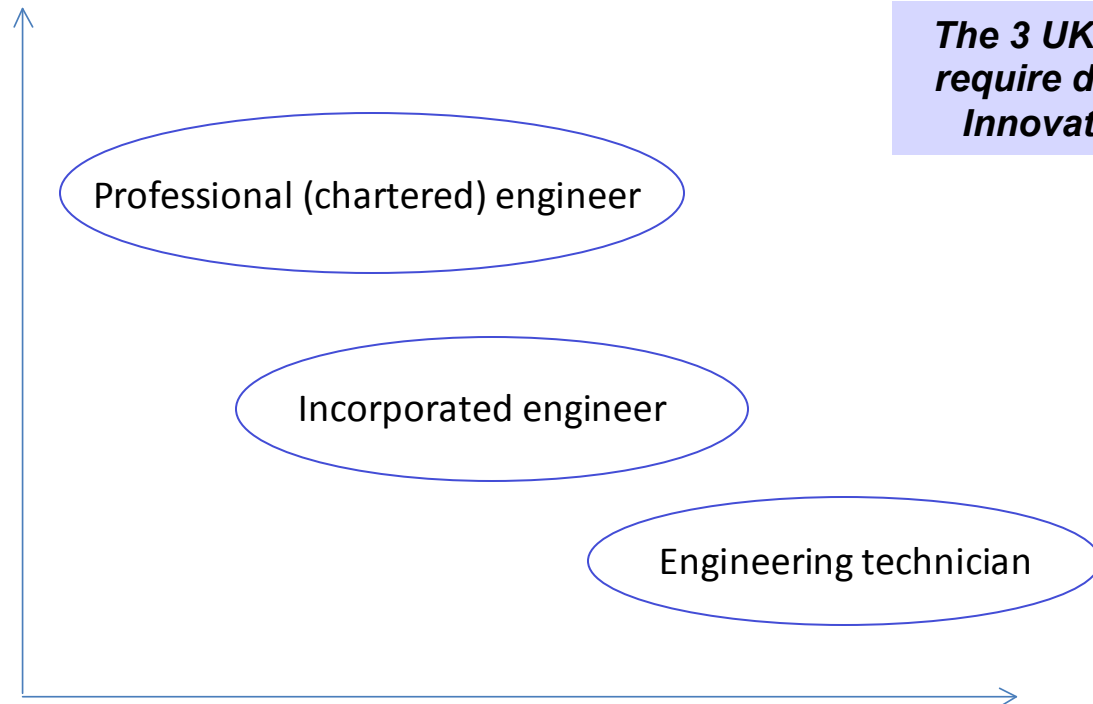 The 3 UK
require d
Innovat
Professional (chartered) engineer
Incorporated engineer
Engineering technician